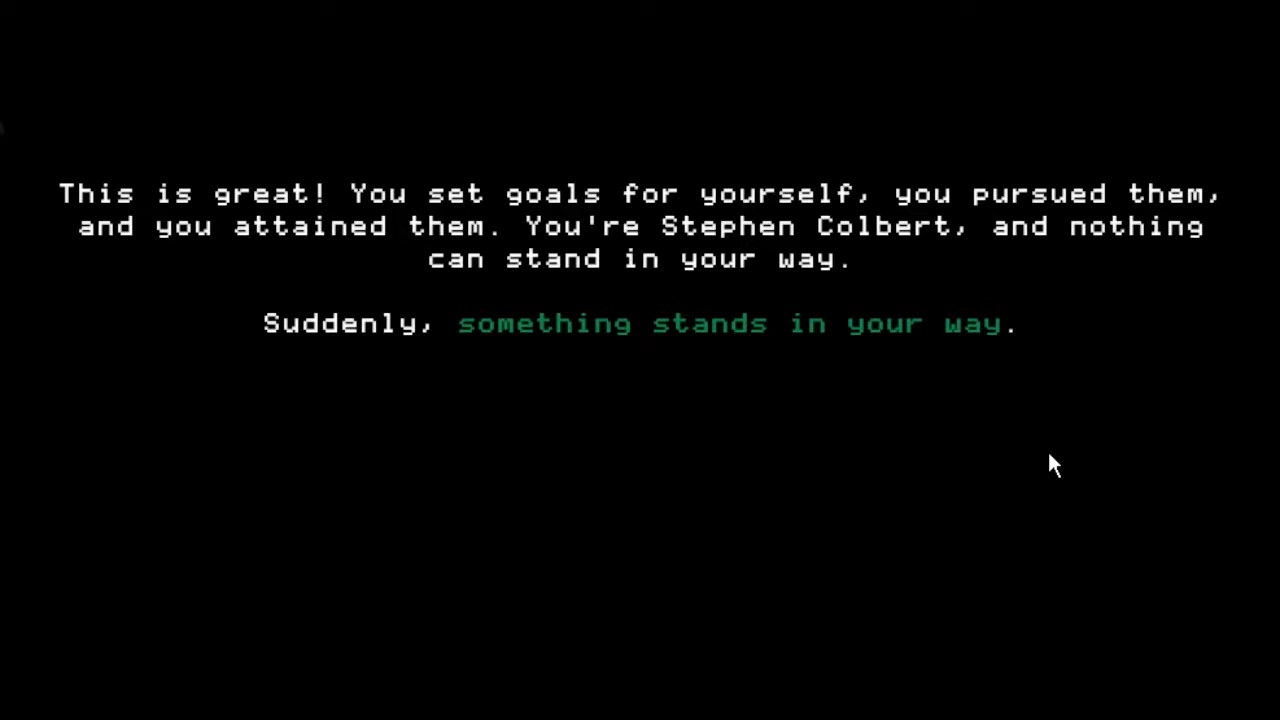 This is great! You set goals for yourself, you pursued them,
and you attained them. You're Stephen Colbert, and nothing
can stand in your way.
Suddenly, something stands in your way.